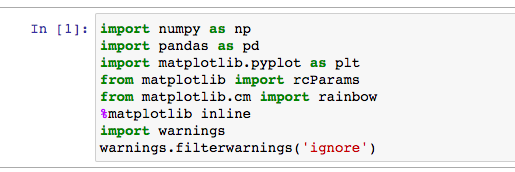 In [1]: import numpy as np
import pandas as pd
import matplotlib.pyplot as plt
from matplotlib import rcParams
from matplotlib.cm import rainbow
%matplotlib inline
import warnings
warnings.filterwarnings('ignore')